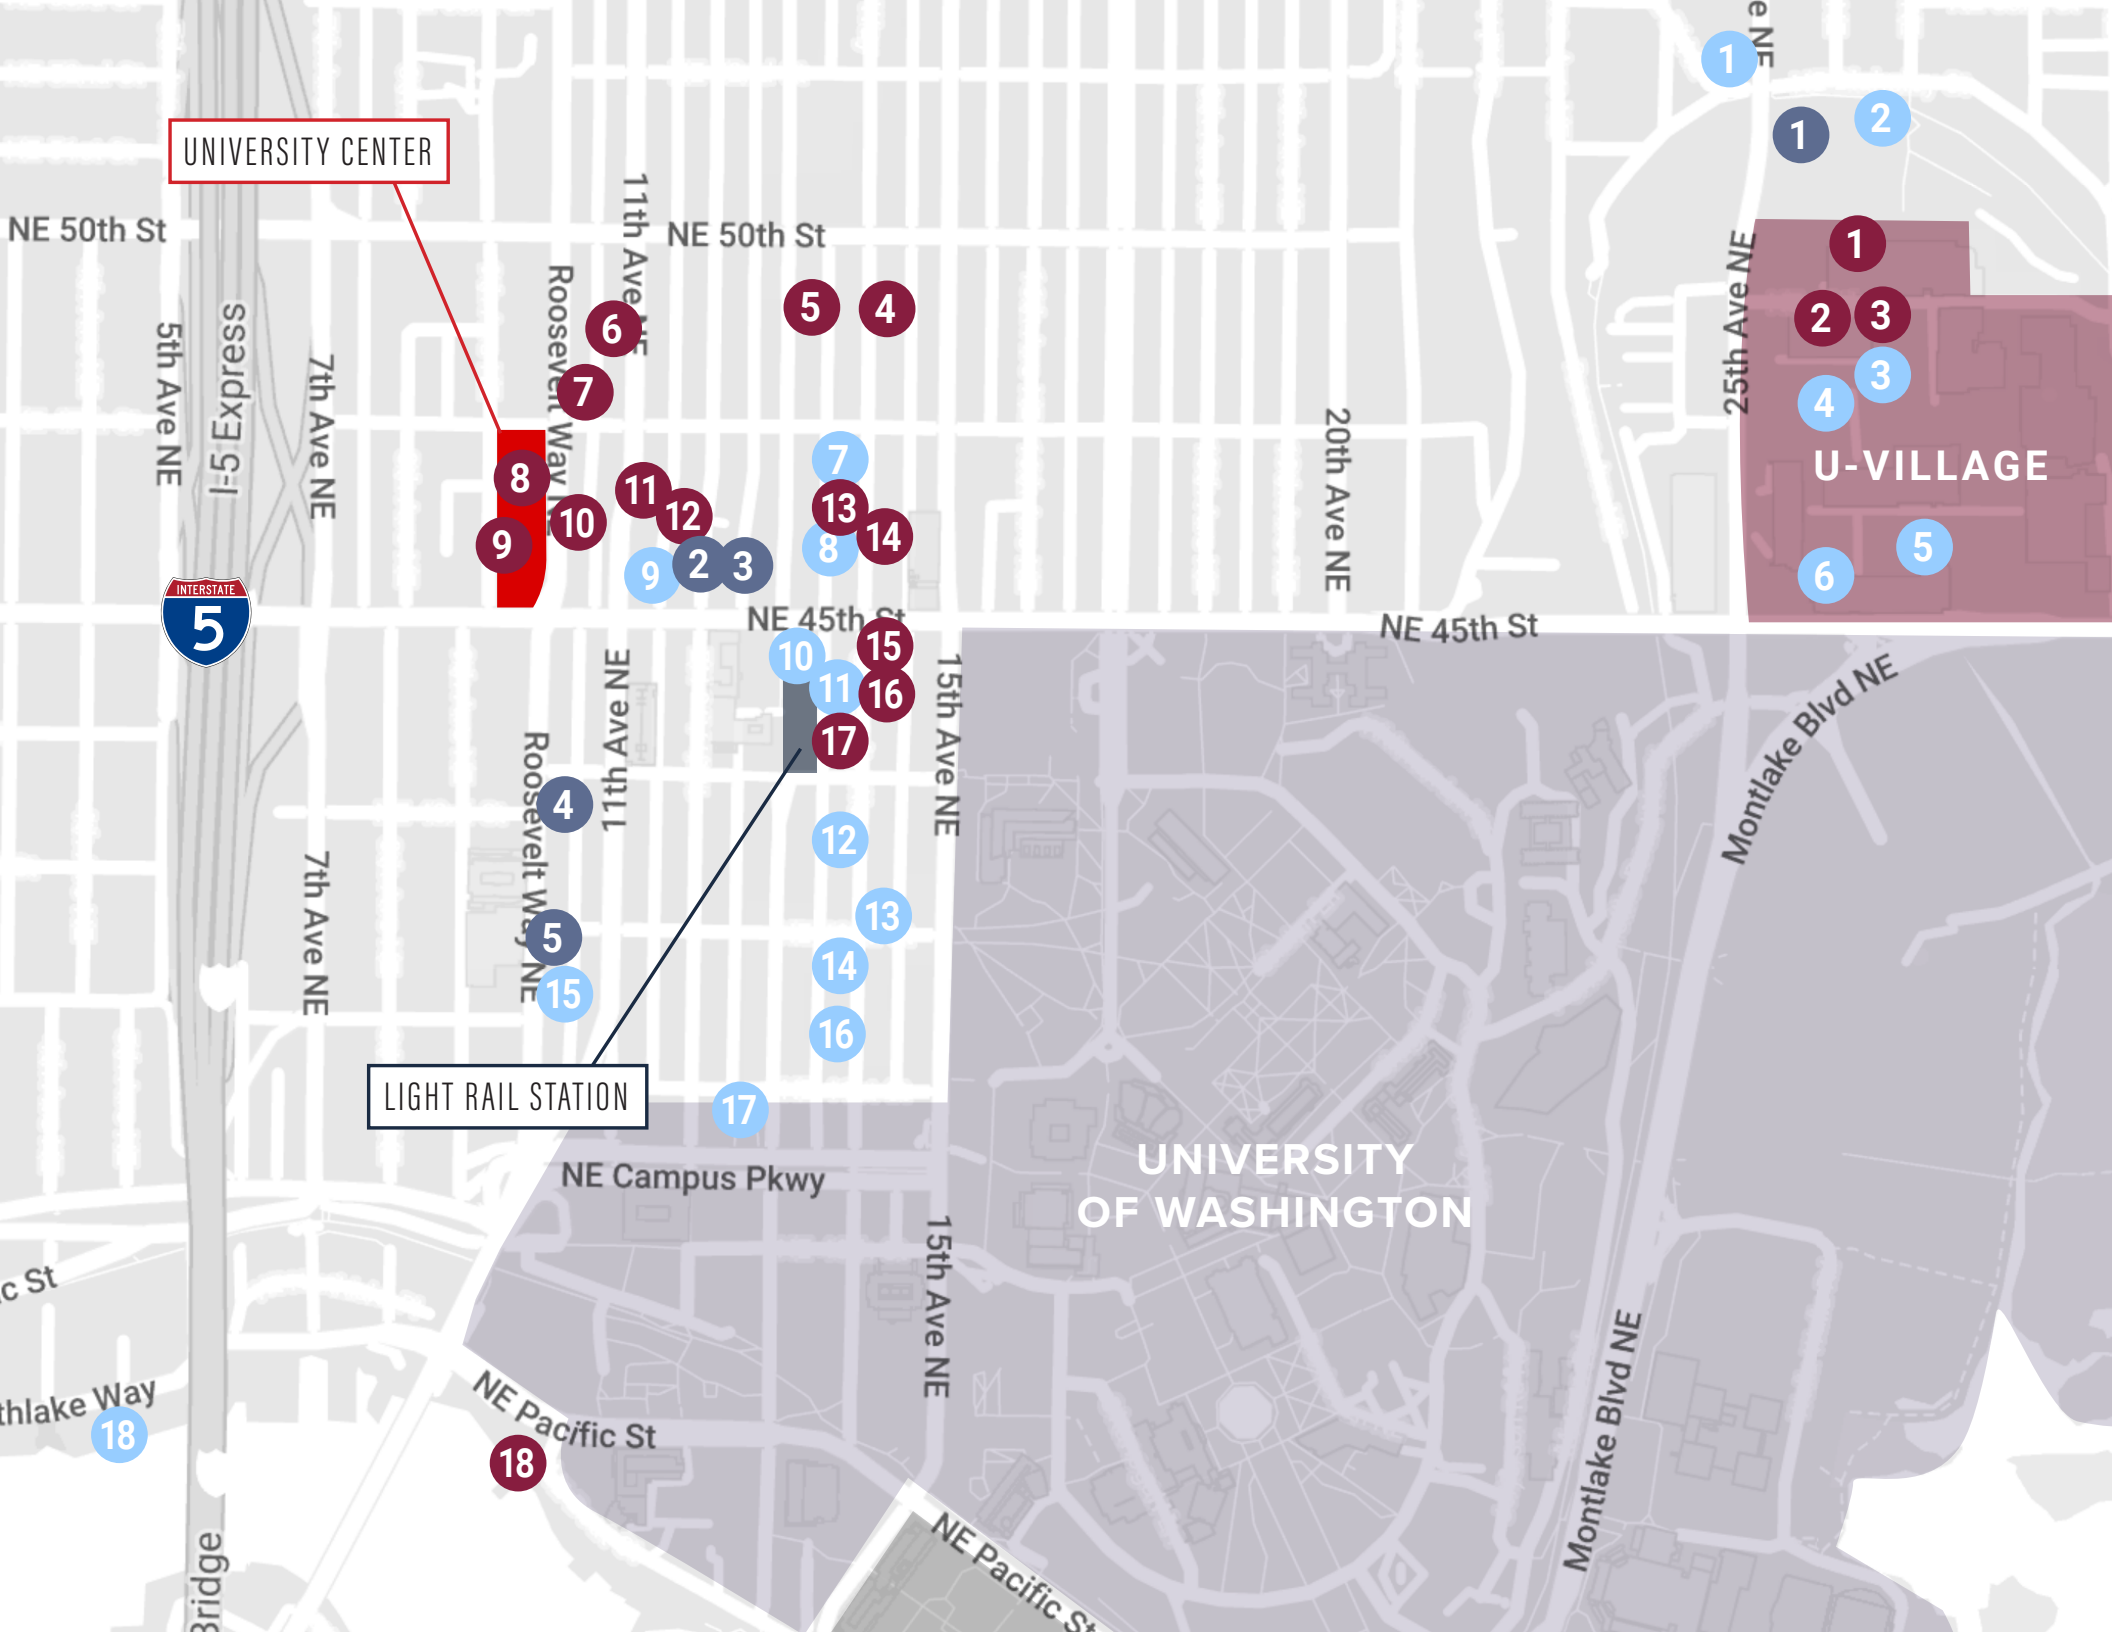 e NE
1
2
1
UNIVERSITY CENTER
NE 50th St
11th Ave NE
NE 50th St
25th Ave NE
1
Roosevelt Way NE
5
4
6
2
3
5th Ave NE
I-5 Express
7th Ave NE
7
3
4
20th Ave NE
7
U-VILLAGE
8
11
13
12
10
14
9
8
5
9
2
3
6
INTERSTATE
5
NE 45th St
NE 45th St
10
15
11
16
17
11th Ave NE
15th Ave NE
Montlake Blvd NE
Roosevelt Way NE
4
12
7th Ave NE
13
5
14
15
16
LIGHT RAIL STATION
17
UNIVERSITY
OF WASHINGTON
NE Campus Pkwy
15th Ave NE
c St
thlake Way
18
NE Pacific St
18
Montlake Blvd NE
NE Pacific St
Bridge